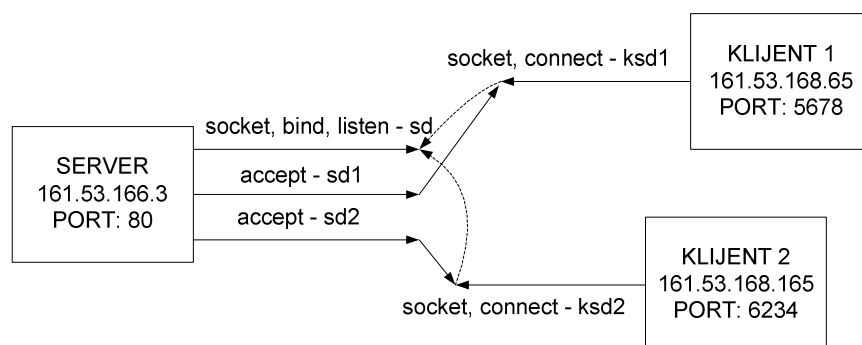 socket, connect - ksd1
KLIJENT 1
161.53.168.65
PORT: 5678
socket, bind, listen - sd
SERVER
161.53.166.3
PORT: 80
accept - sd1
accept - sd2
KLIJENT 2
161.53.168.165
PORT: 6234
socket, connect - ksd2